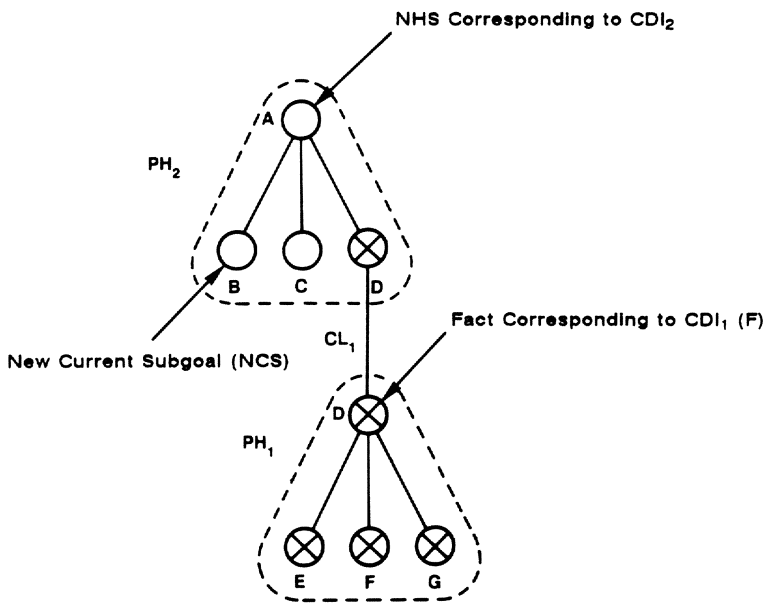 NHS Corresponding to CDI₂
A
PH₂
B C D
Fact Corresponding to CDI₁ (F)
CL₁
New Current Subgoal (NCS)
D
PH₁
E F G